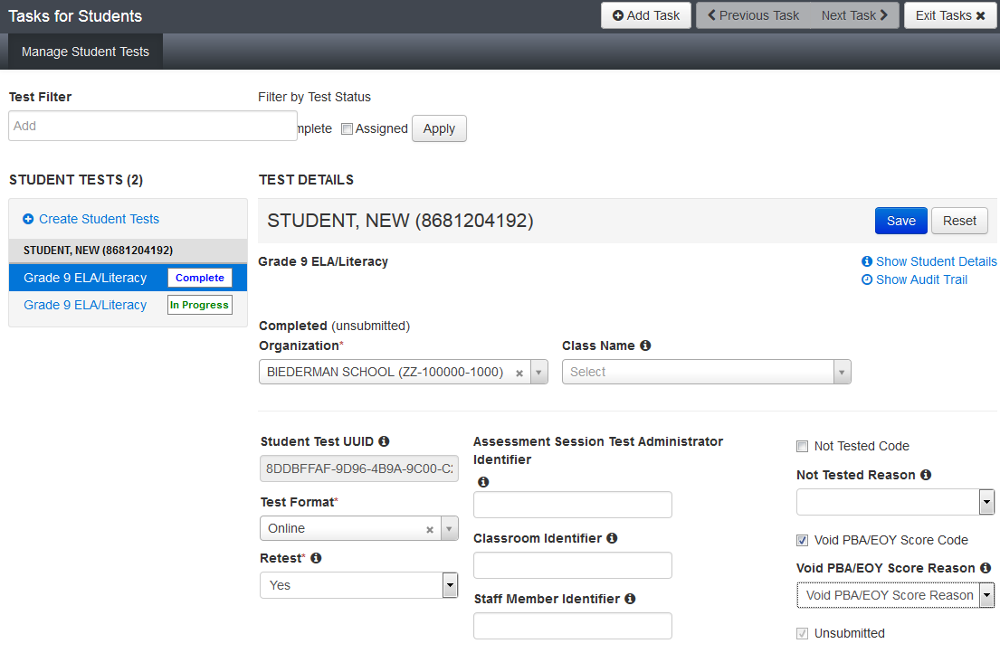 Tasks for Students
Add Task
Previous Task
Next Task
Exit Tasks
Manage Student Tests
Test Filter
Filter by Test Status
Add
mplete
Assigned
Apply
STUDENT TESTS (2)
TEST DETAILS
Create Student Tests
STUDENT, NEW (8681204192)
Grade 9 ELA/Literacy
Complete
Grade 9 ELA/Literacy
In Progress
STUDENT, NEW (8681204192)
Save
Reset
Grade 9 ELA/Literacy
Show Student Details
Show Audit Trail
Completed (unsubmitted)
Organization*
Class Name
BIEDERMAN SCHOOL (ZZ-100000-1000)
Select
Student Test UUID
8DDBFFAF-9D96-4B9A-9C00-C
Test Format*
Online
Retest*
Yes
Assessment Session Test Administrator
Identifier
Classroom Identifier
Staff Member Identifier
Not Tested Code
Not Tested Reason
Void PBA/EOY Score Code
Void PBA/EOY Score Reason
Void PBA/EOY Score Reason
Unsubmitted